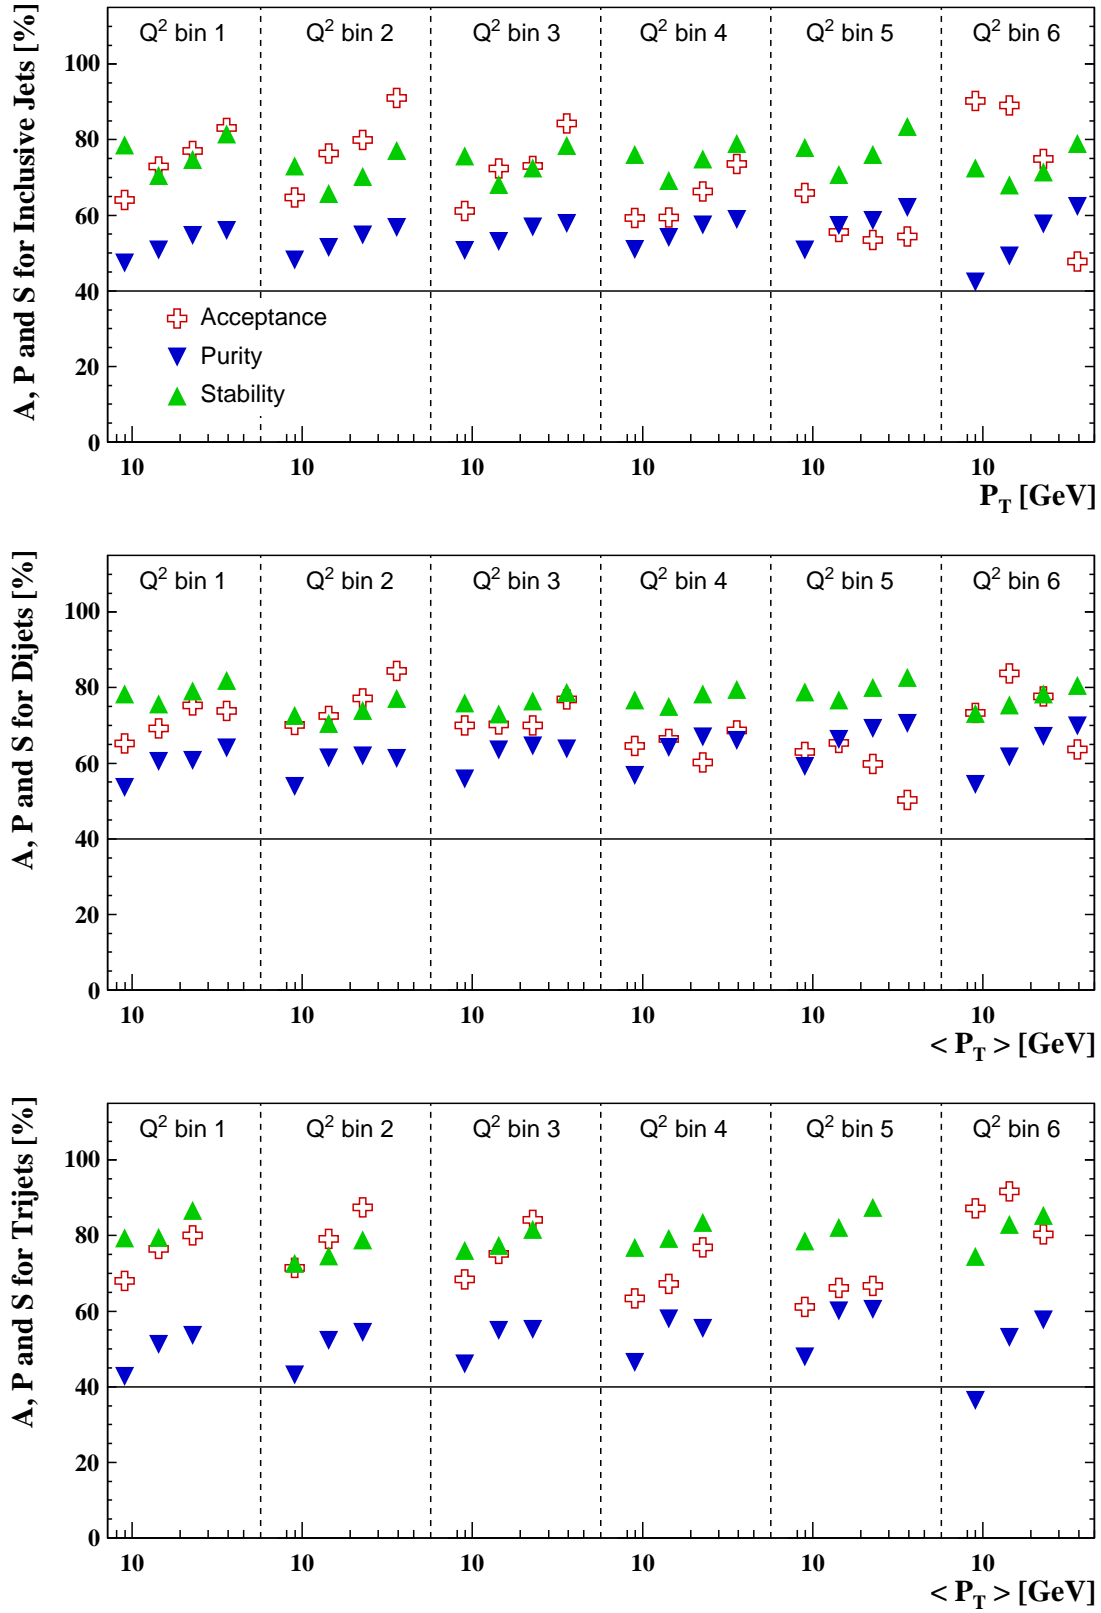 A, P and S for Inclusive Jets [%]
Q² bin 1 Q² bin 2 Q² bin 3 Q² bin 4 Q² bin 5 Q² bin 6
100
80
60
40
Acceptance
20
Purity
Stability
0
10 10 10 10 10 10
P_T [GeV]
A, P and S for Dijets [%]
Q² bin 1 Q² bin 2 Q² bin 3 Q² bin 4 Q² bin 5 Q² bin 6
100
80
60
40
20
0
10 10 10 10 10 10
< P_T > [GeV]
A, P and S for Trijets [%]
Q² bin 1 Q² bin 2 Q² bin 3 Q² bin 4 Q² bin 5 Q² bin 6
100
80
60
40
20
0
10 10 10 10 10 10
< P_T > [GeV]